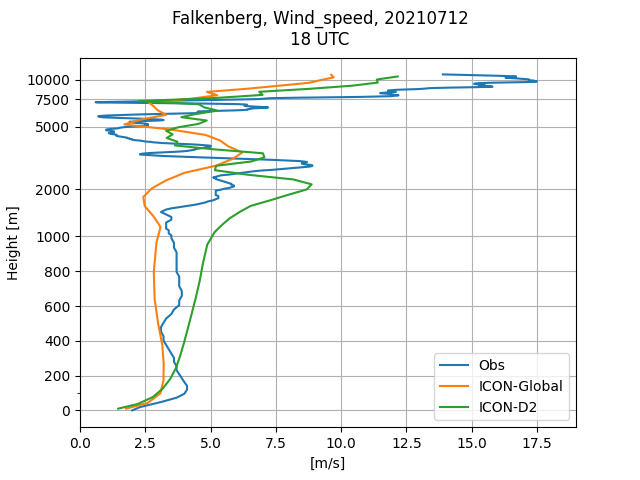 Falkenberg, Wind_speed, 20210712
18 UTC
10000
7500
5000
2000
1000
800
600
400
200
0
Height [m]
0.0 2.5 5.0 7.5 10.0 12.5 15.0 17.5
[m/s]
Obs
ICON-Global
ICON-D2